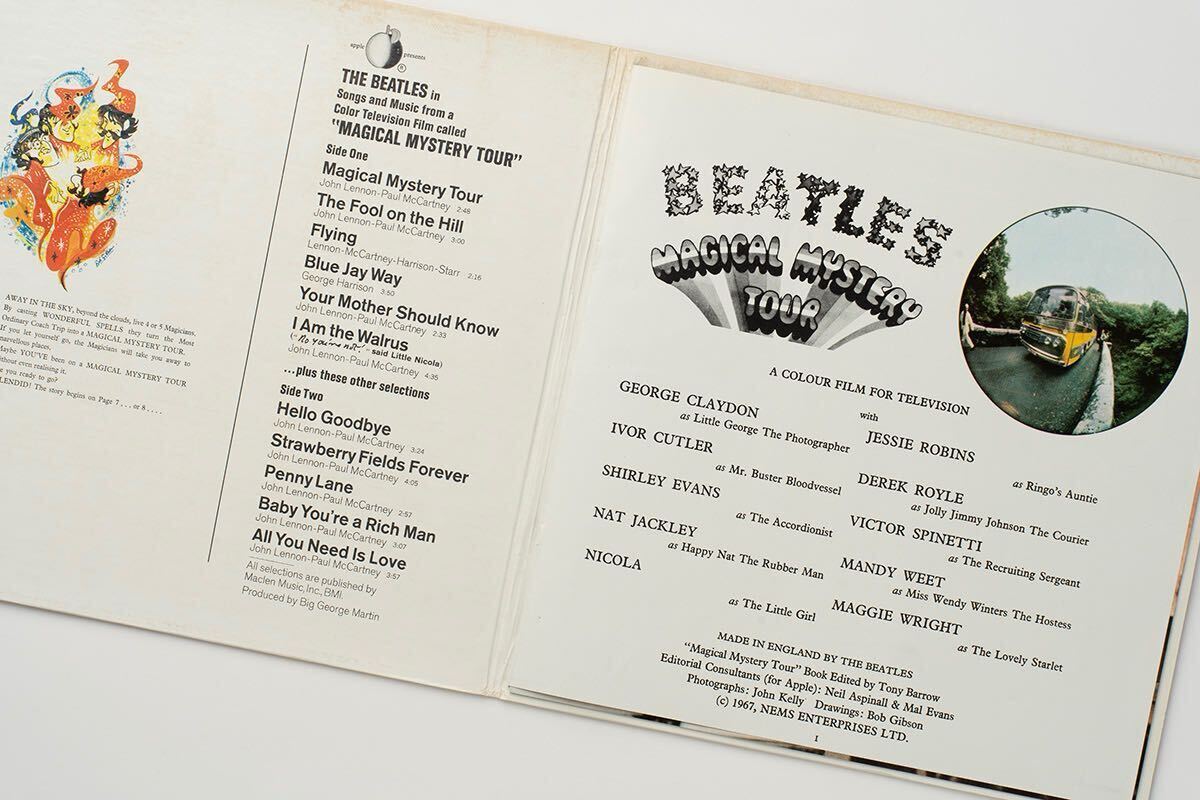 AWAY IN THE SKY, beyond the clouds, live 4 or 5 Magicians.
By casting WONDERFUL SPELLS they turn the Most
Ordinary Coach Trip into a MAGICAL MYSTERY TOUR.
If you let yourself go, the Magicians will take you away to
marvellous places.
Maybe YOU'VE been on a MAGICAL MYSTERY TOUR
without even realising it.
you ready to go?
SPLENDID! The story begins on Page 7 . . . or 8 . . . .
apple presents
THE BEATLES in
Songs and Music from a
Color Television Film called
"MAGICAL MYSTERY TOUR"
Side One
Magical Mystery Tour
John Lennon-Paul McCartney 2:48
The Fool on the Hill
John Lennon-Paul McCartney 3:00
Flying
Lennon-McCartney-Harrison-Starr 2:16
Blue Jay Way
George Harrison 3:50
Your Mother Should Know
John Lennon-Paul McCartney 2:33
I Am the Walrus
("No you're not!" said Little Nicola)
John Lennon-Paul McCartney 4:35
...plus these other selections
Side Two
Hello Goodbye
John Lennon-Paul McCartney 3:24
Strawberry Fields Forever
John Lennon-Paul McCartney 4:05
Penny Lane
John Lennon-Paul McCartney 2:57
Baby You're a Rich Man
John Lennon-Paul McCartney 3:07
All You Need Is Love
John Lennon-Paul McCartney 3:57
All selections are published by
Maclen Music, Inc., BMI.
Produced by Big George Martin
BEATLES
MAGICAL MYSTERY
TOUR
A COLOUR FILM FOR TELEVISION
with
GEORGE CLAYDON
as Little George The Photographer
IVOR CUTLER
as Mr. Buster Bloodvessel
SHIRLEY EVANS
as The Accordionist
NAT JACKLEY
as Happy Nat The Rubber Man
NICOLA
as The Little Girl
JESSIE ROBINS
as Ringo's Auntie
DEREK ROYLE
as Jolly Jimmy Johnson The Courier
VICTOR SPINETTI
as The Recruiting Sergeant
MANDY WEET
as Miss Wendy Winters The Hostess
MAGGIE WRIGHT
as The Lovely Starlet
MADE IN ENGLAND BY THE BEATLES
"Magical Mystery Tour" Book Edited by Tony Barrow
Editorial Consultants (for Apple): Neil Aspinall & Mal Evans
Photographs: John Kelly Drawings: Bob Gibson
(c) 1967, NEMS ENTERPRISES LTD.
1